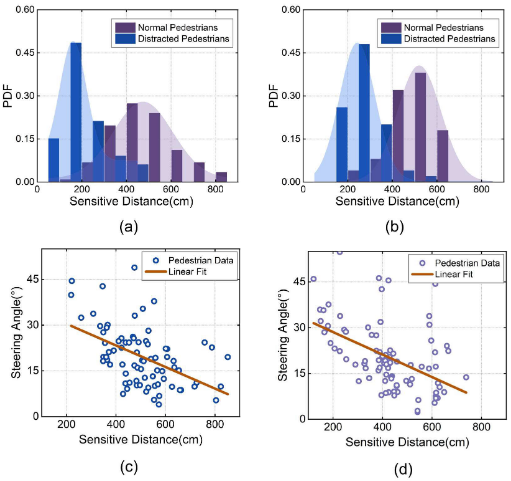 (a)
(b)
0.60
0.45
0.30
0.15
0.00
PDF
Normal Pedestrians
Distracted Pedestrians
200
400
600
800
Sensitive Distance(cm)
0.60
0.45
0.30
0.15
0.00
PDF
Normal Pedestrians
Distracted Pedestrians
200
400
600
800
Sensitive Distance(cm)
(a)
(b)
45
30
15
0
Steering Angle(°)
Pedestrian Data
Linear Fit
200
400
600
800
Sensitive Distance(cm)
45
30
15
0
Steering Angle(°)
Pedestrian Data
Linear Fit
200
400
600
800
Sensitive Distance(cm)
(c)
(d)